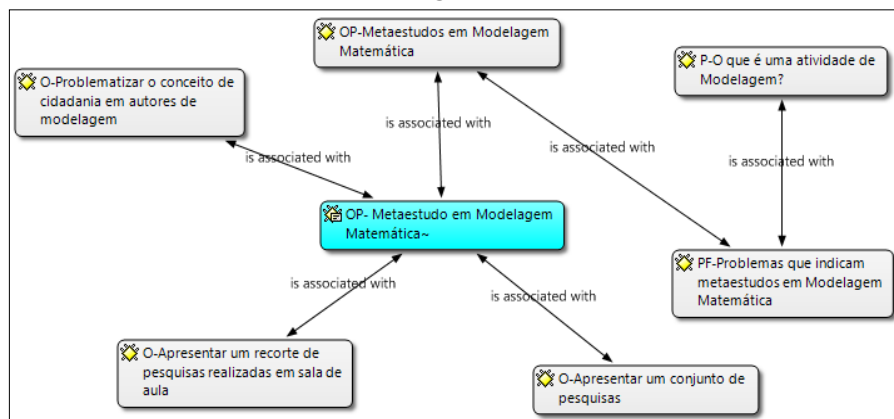 OP-Metaestudos em Modelagem
Matemática
P-O que é uma atividade de
Modelagem?
O-Problematizar o conceito de
cidadania em autores de
modelagem
is associated with
is associated with
is associated with
is associated with
OP- Metaestudo em Modelagem
Matemática~
PF-Problemas que indicam
metaestudos em Modelagem
Matemática
is associated with
is associated with
O-Apresentar um recorte de
pesquisas realizadas em sala de
aula
O-Apresentar um conjunto de
pesquisas